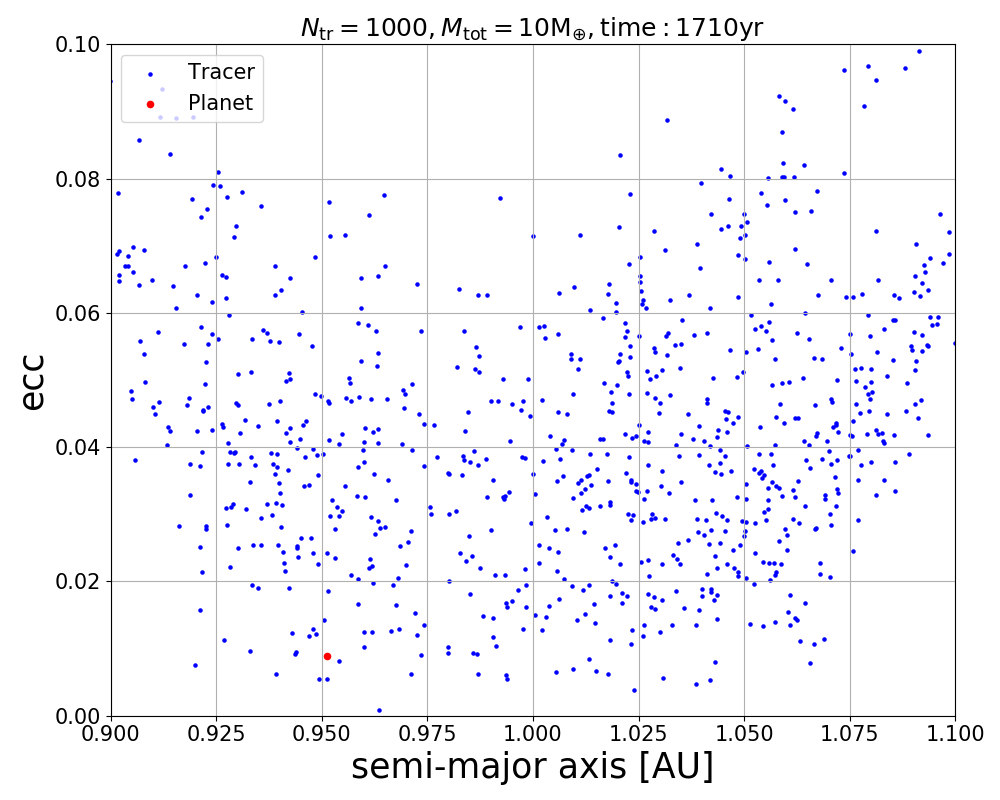 N_tr = 1000, M_tot = 10M_⊕, time : 1710yr
Tracer
Planet
0.10
0.08
0.06
0.04
0.02
0.00
ecc
0.900 0.925 0.950 0.975 1.000 1.025 1.050 1.075 1.100
semi-major axis [AU]